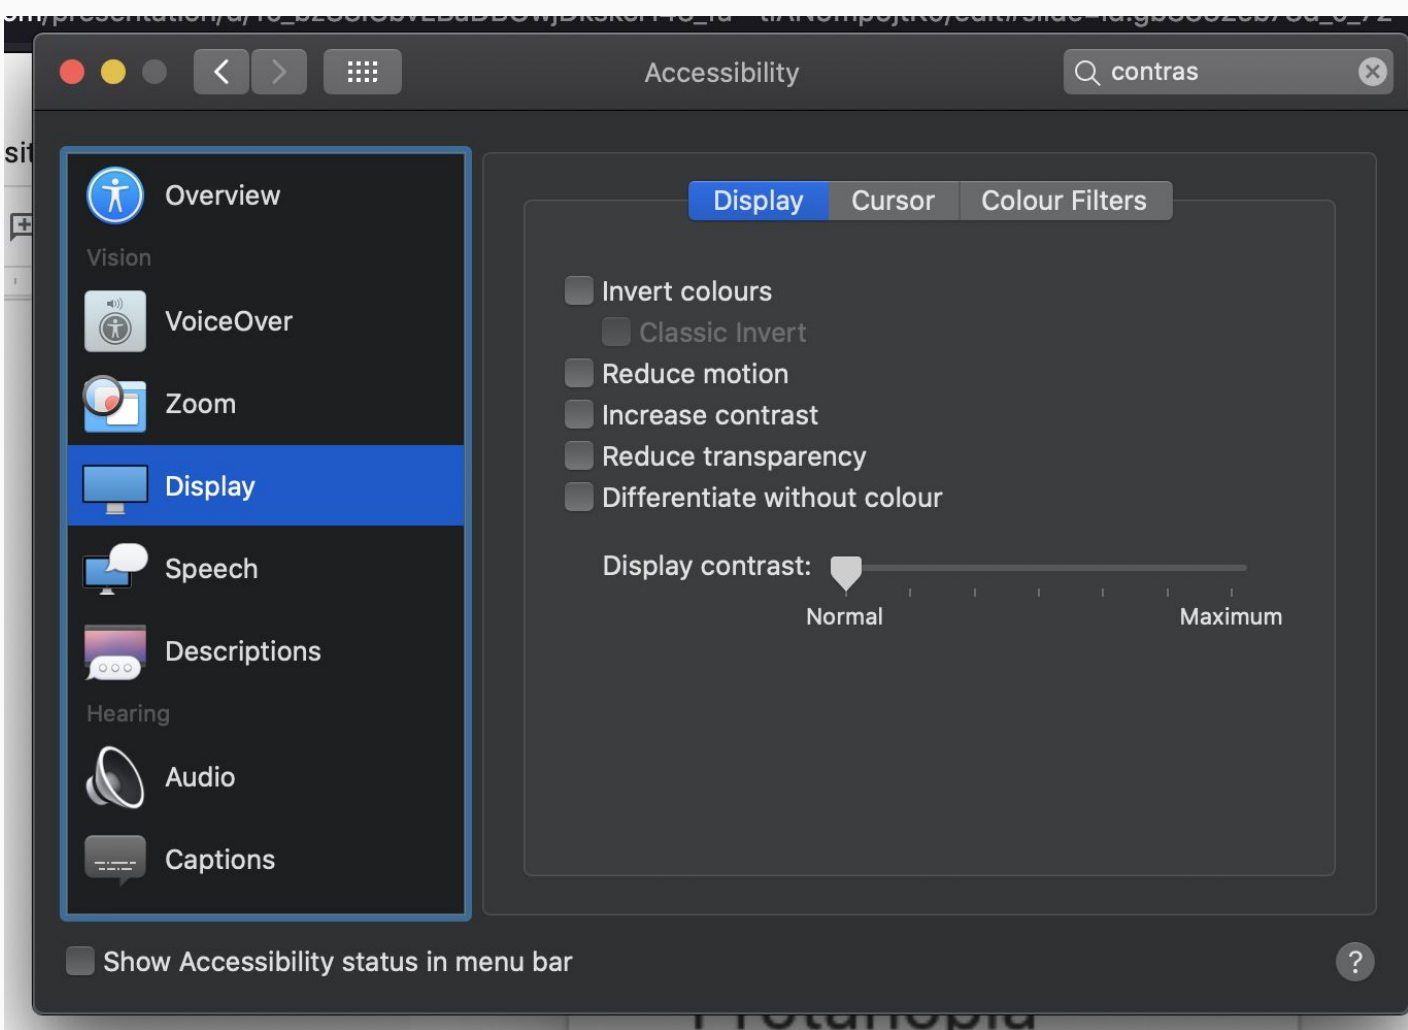 Accessibility
contras
sit
Overview
Vision
VoiceOver
Zoom
Display
Speech
Descriptions
Hearing
Audio
Captions
Display Cursor Colour Filters
Invert colours
Classic Invert
Reduce motion
Increase contrast
Reduce transparency
Differentiate without colour
Display contrast:
Normal Maximum
Show Accessibility status in menu bar
?
Protanopia